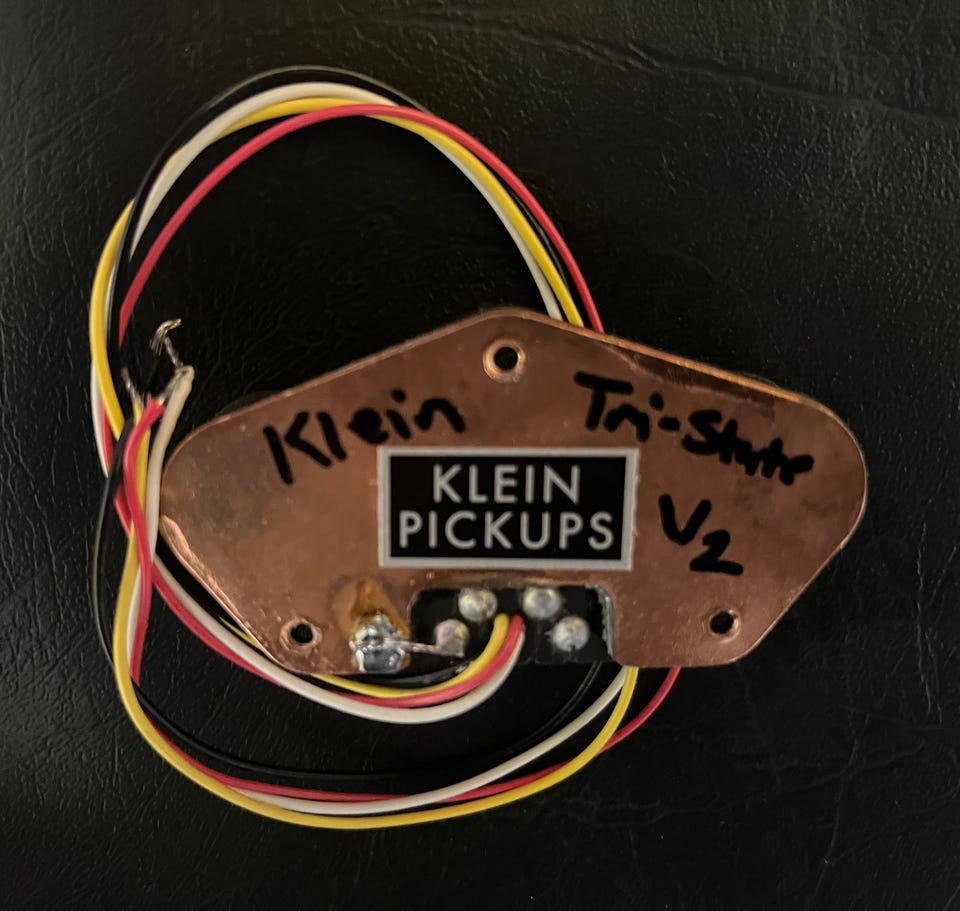 Klein
Tri-State
KLEIN
PICKUPS
V2